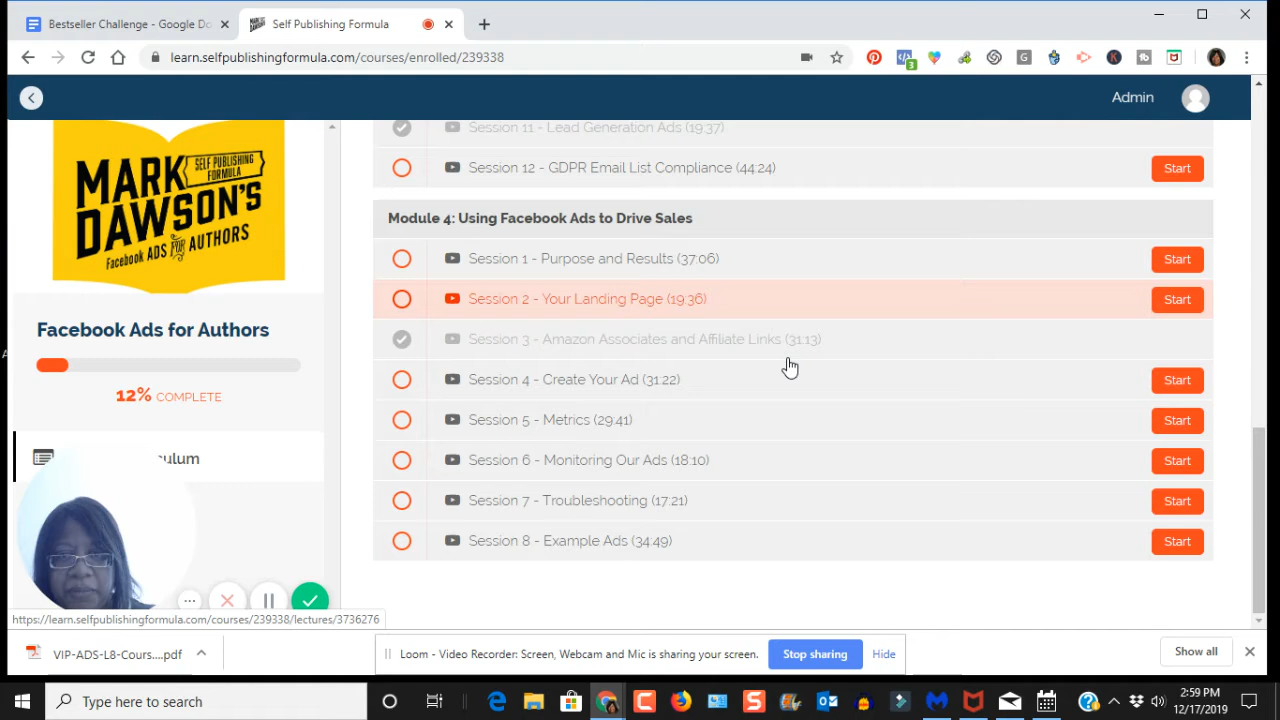 Bestseller Challenge - Google Do
Self Publishing Formula
learn.selfpublishingformula.com/courses/enrolled/239338
3
Admin
MARK
DAWSON'S
SELF PUBLISHING
FORMULA
Facebook ADS FOR AUTHORS
Facebook Ads for Authors
12% COMPLETE
ulum
Session 11 - Lead Generation Ads (19:37)
Session 12 - GDPR Email List Compliance (44:24)
Start
Module 4: Using Facebook Ads to Drive Sales
Session 1 - Purpose and Results (37:06)
Start
Session 2 - Your Landing Page (19:36)
Start
Session 3 - Amazon Associates and Affiliate Links (31:13)
Session 4 - Create Your Ad (31:22)
Start
Session 5 - Metrics (29:41)
Start
Session 6 - Monitoring Our Ads (18:10)
Start
Session 7 - Troubleshooting (17:21)
Start
Session 8 - Example Ads (34:49)
Start
https://learn.selfpublishingformula.com/courses/239338/lectures/3736276
VIP-ADS-L8-Cours....pdf
Loom - Video Recorder: Screen, Webcam and Mic is sharing your screen.
Stop sharing
Hide
Show all
Type here to search
2:59 PM
12/17/2019